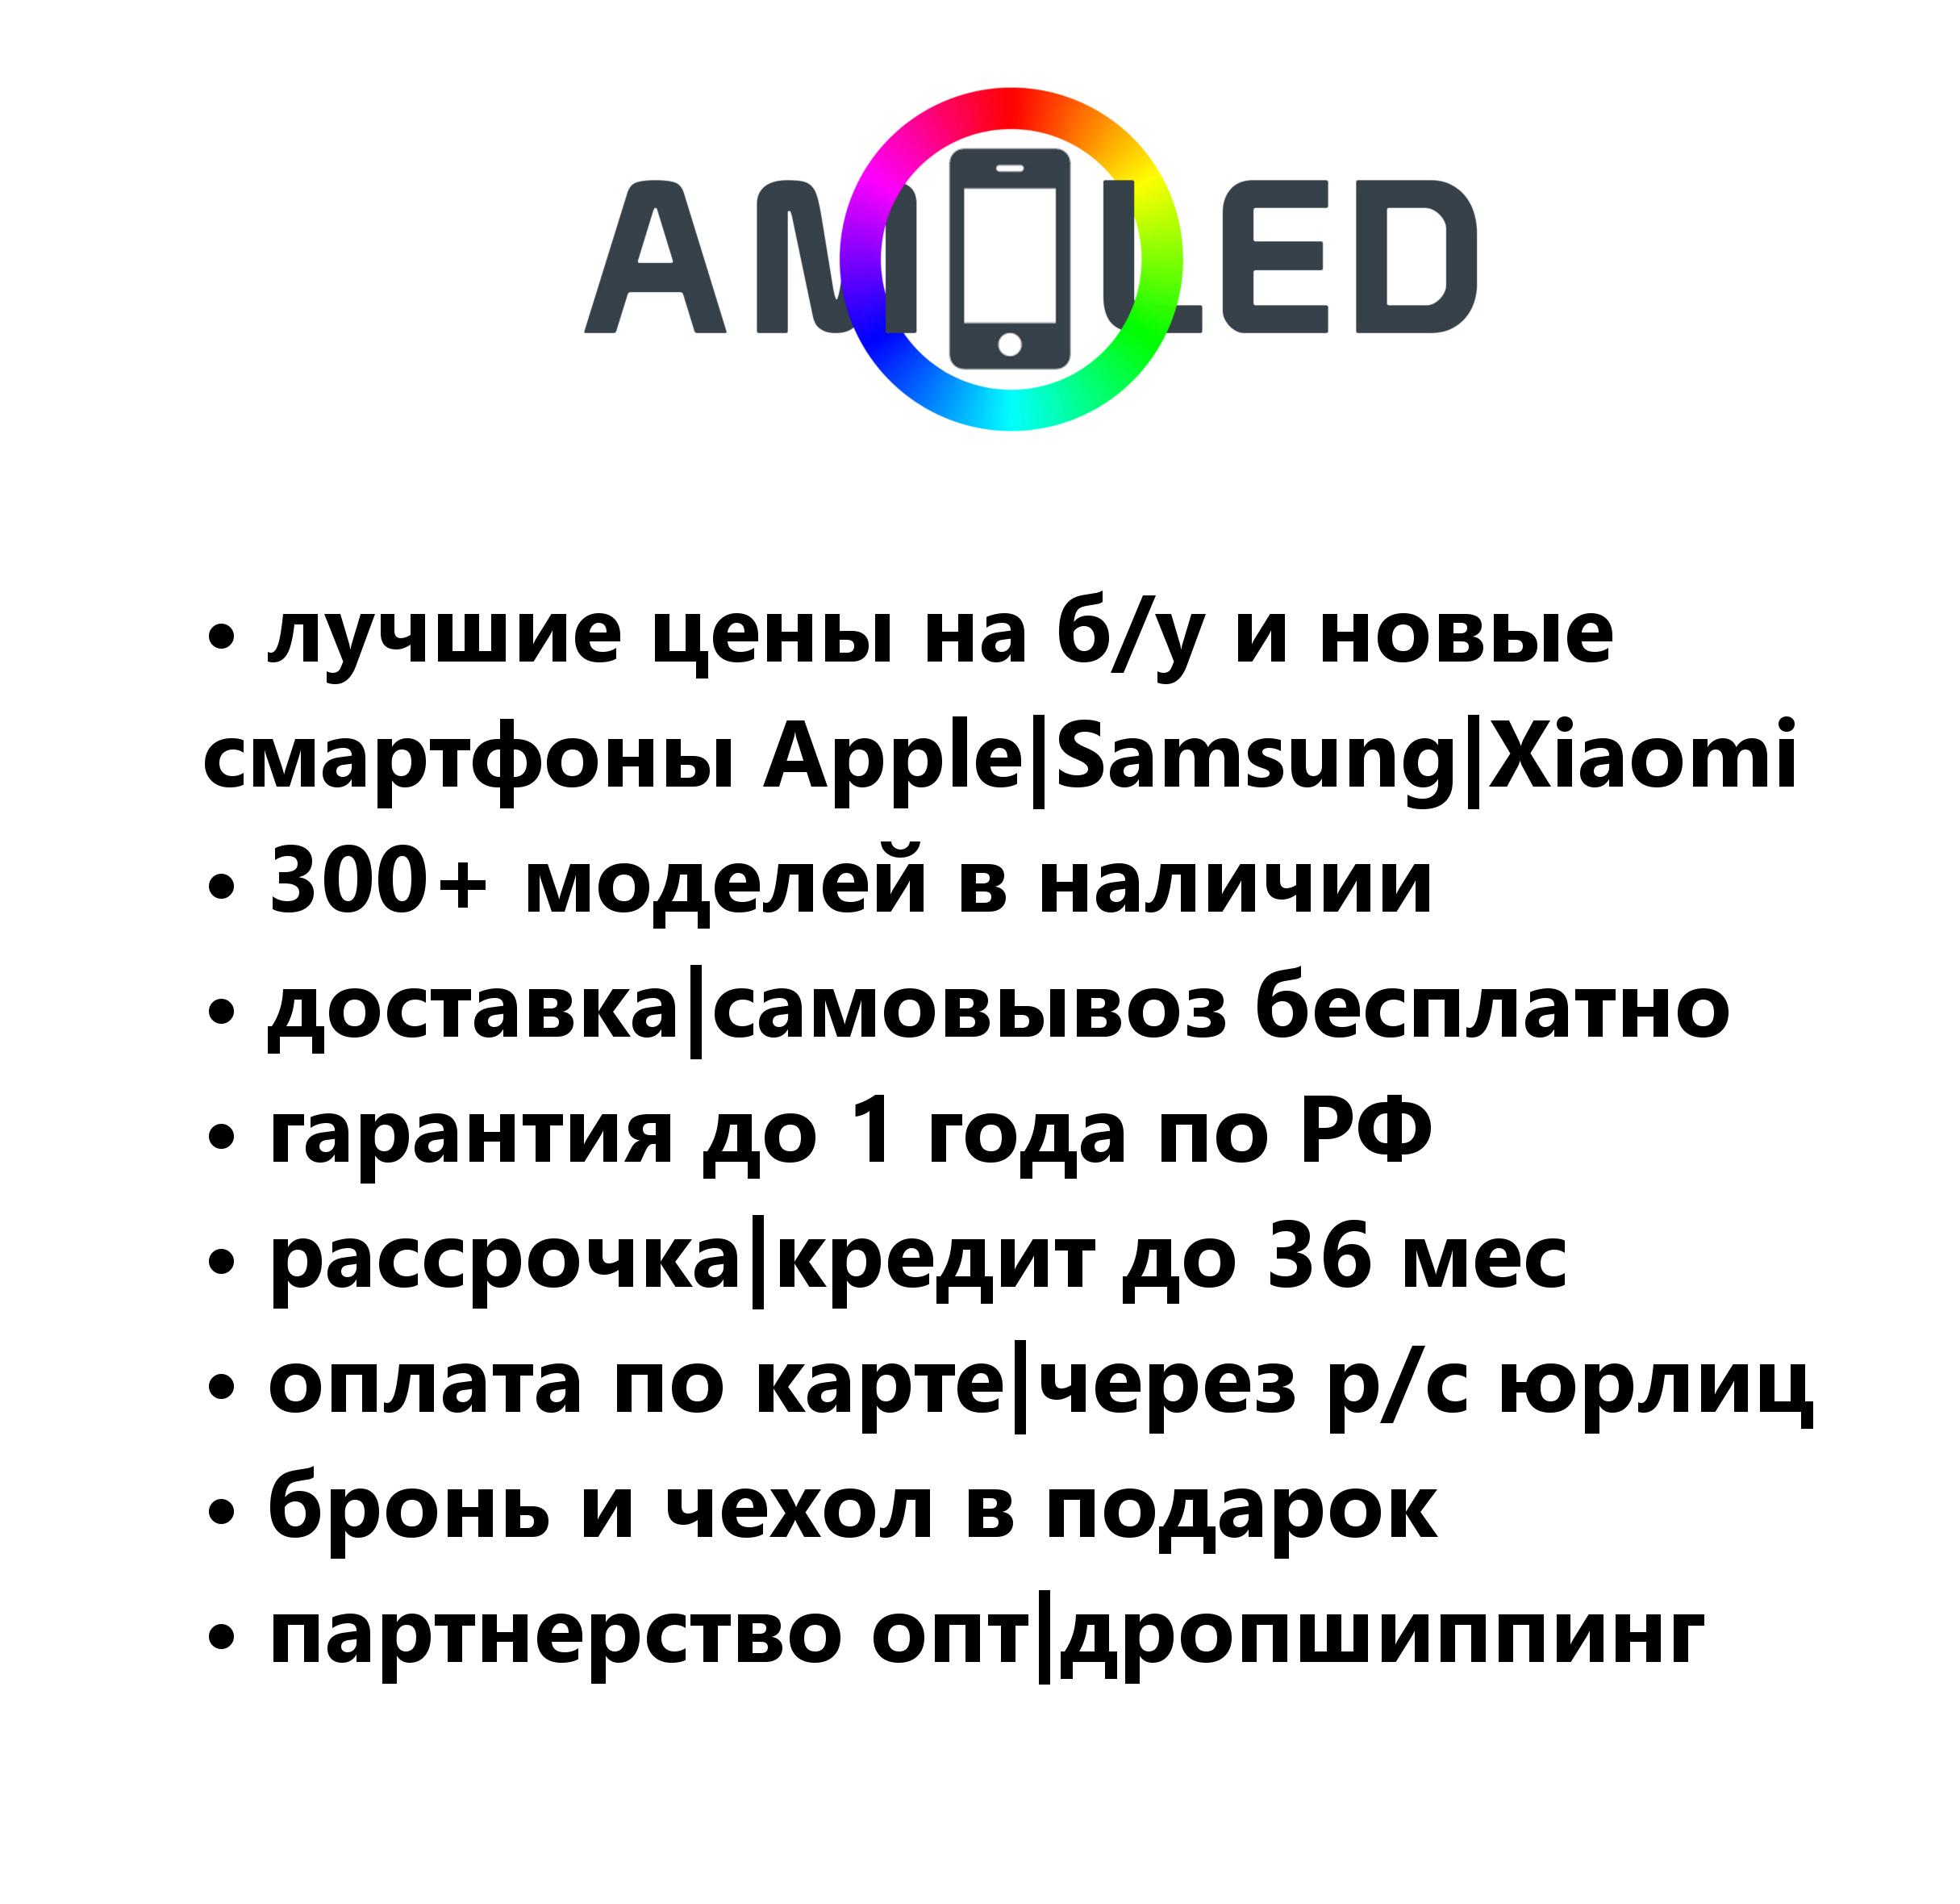 AMOLED
• лучшие цены на б/у и новые
смартфоны Apple|Samsung|Xiaomi
• 300+ моделей в наличии
• доставка|самовывоз бесплатно
• гарантия до 1 года по РФ
• рассрочка|кредит до 36 мес
• оплата по карте|через р/с юрлиц
• бронь и чехол в подарок
• партнерство опт|дропшиппинг